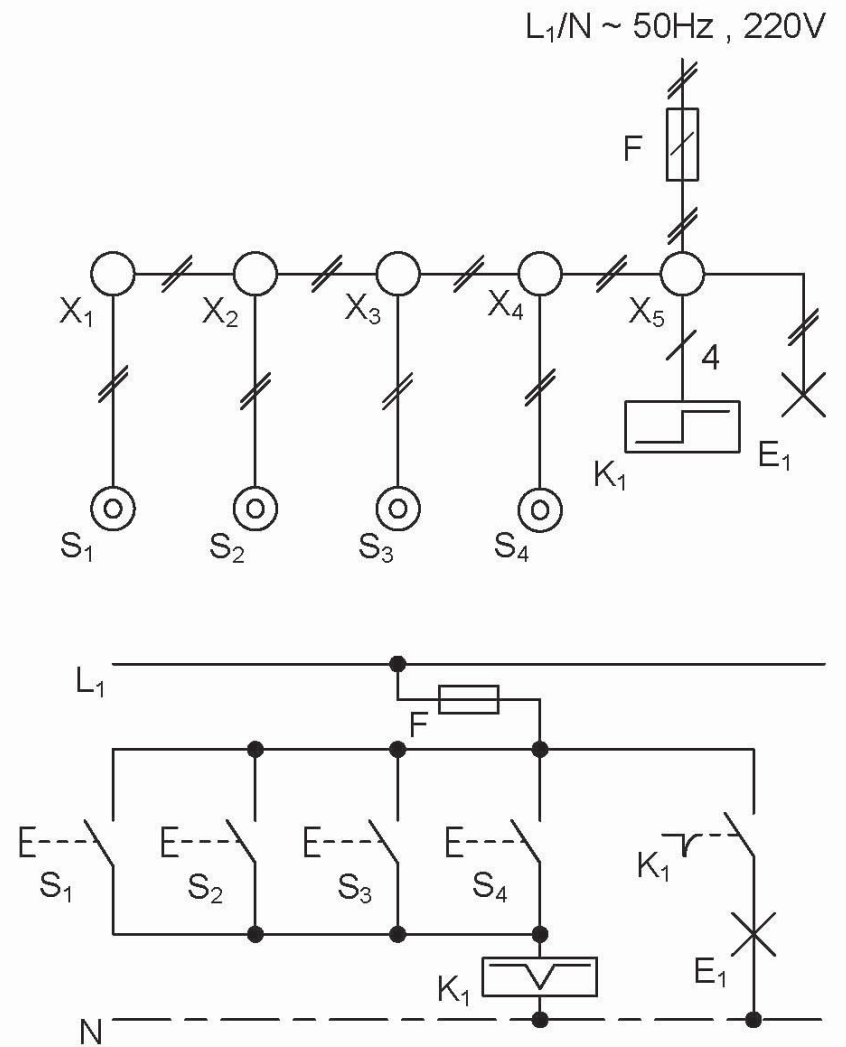 L₁/N ~ 50Hz , 220V
F
X₁ X₂ X₃ X₄ X₅
4
K₁ E₁
S₁ S₂ S₃ S₄
L₁
F
S₁ S₂ S₃ S₄ K₁
K₁ E₁
N